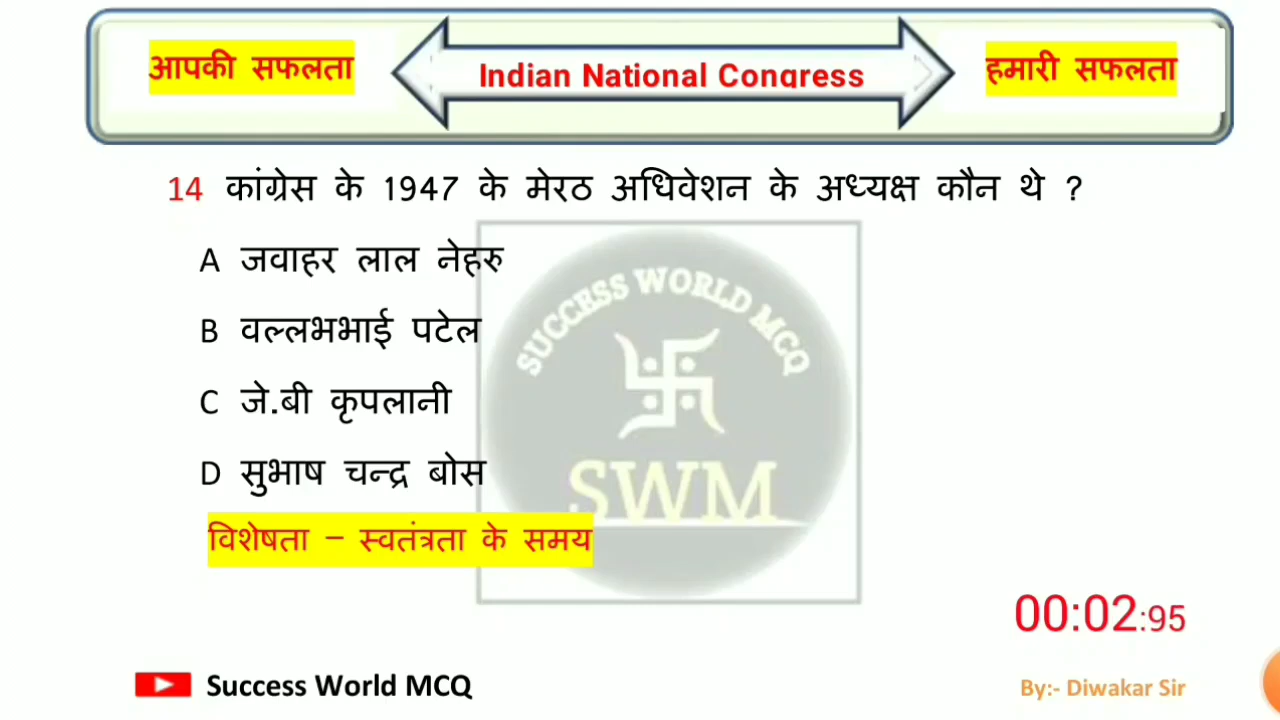 आपकी सफलता
Indian National Congress
हमारी सफलता
14 कांग्रेस के 1947 के मेरठ अधिवेशन के अध्यक्ष कौन थे ?
A जवाहर लाल नेहरु
B वल्लभभाई पटेल
C जे.बी कृपलानी
D सुभाष चन्द्र बोस
विशेषता – स्वतंत्रता के समय
SUCCESS WORLD MCQ
SWM
00:02:95
Success World MCQ
By:- Diwakar Sir